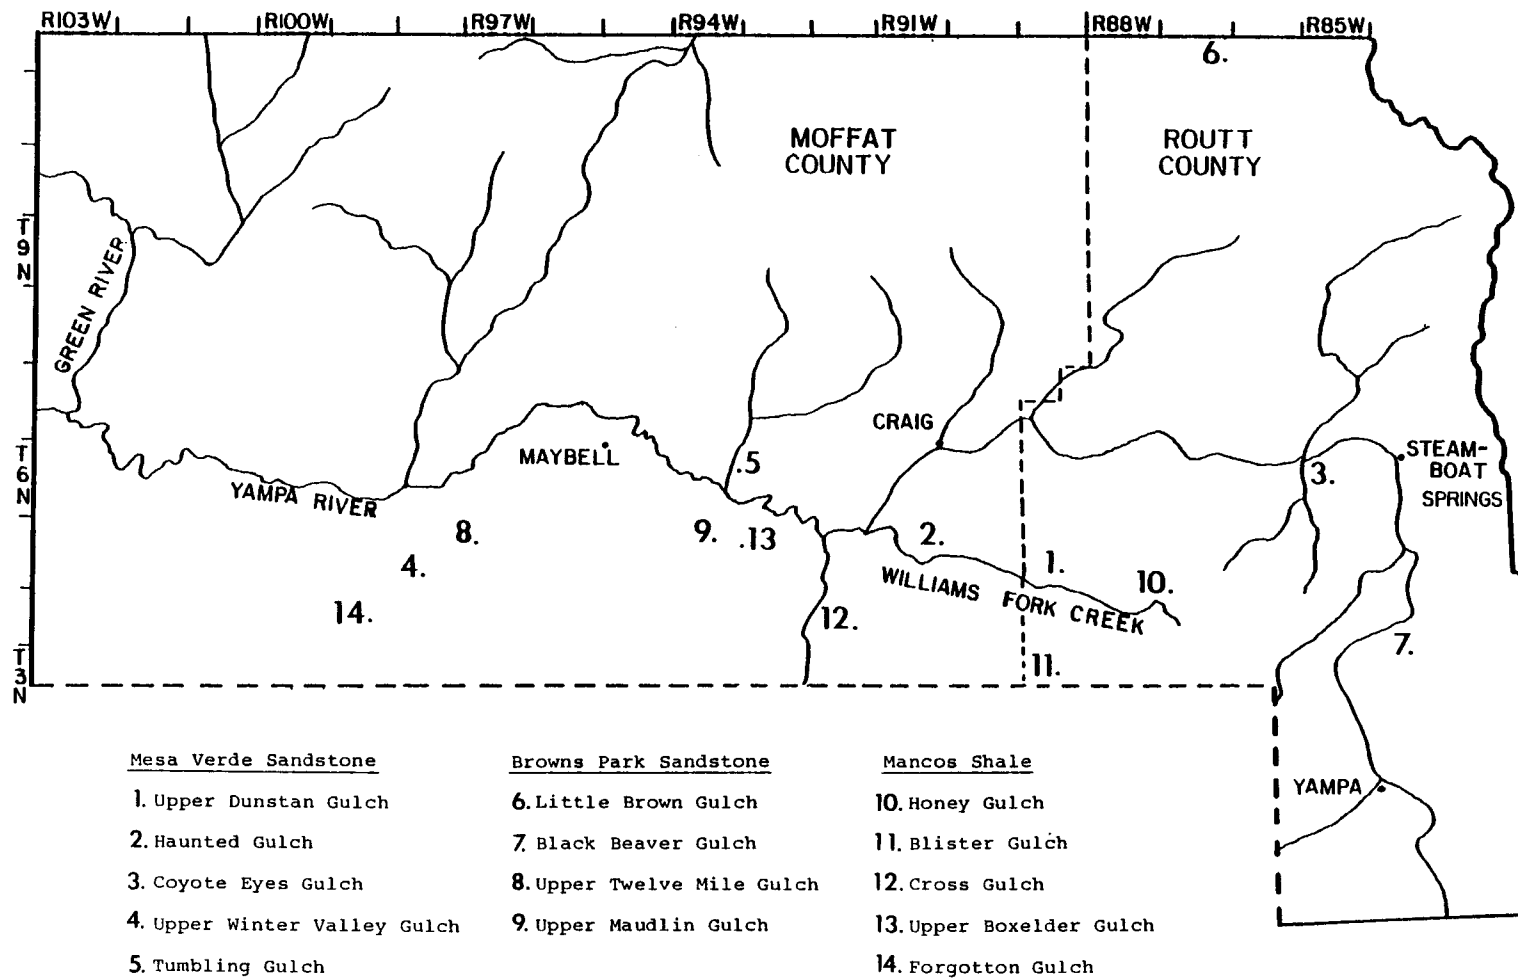 R103W R100W R97W R94W R91W R88W R85W
6.
MOFFAT
COUNTY
ROUTT
COUNTY
T
9
N
GREEN RIVER
CRAIG
T
6
N
MAYBELL
.5
STEAM-
BOAT
SPRINGS
3.
YAMPA RIVER
8.
9.
.13
2.
4.
1.
WILLIAMS FORK CREEK
10.
14.
12.
7.
T
3
N
11.
YAMPA
Mesa Verde Sandstone
1. Upper Dunstan Gulch
2. Haunted Gulch
3. Coyote Eyes Gulch
4. Upper Winter Valley Gulch
5. Tumbling Gulch
Browns Park Sandstone
6. Little Brown Gulch
7. Black Beaver Gulch
8. Upper Twelve Mile Gulch
9. Upper Maudlin Gulch
Mancos Shale
10. Honey Gulch
11. Blister Gulch
12. Cross Gulch
13. Upper Boxelder Gulch
14. Forgotton Gulch